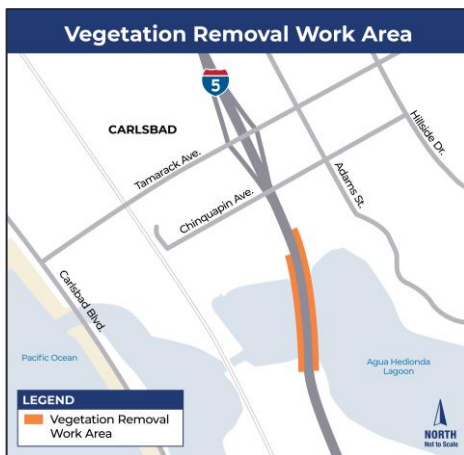 Vegetation Removal Work Area
5
CARLSBAD
Tamarack Ave.
Hillside Dr.
Adams St.
Chinquapin Ave.
Carlsbad Blvd.
Pacific Ocean
Agua Hedionda
Lagoon
LEGEND
Vegetation Removal
Work Area
NORTH
Not to Scale